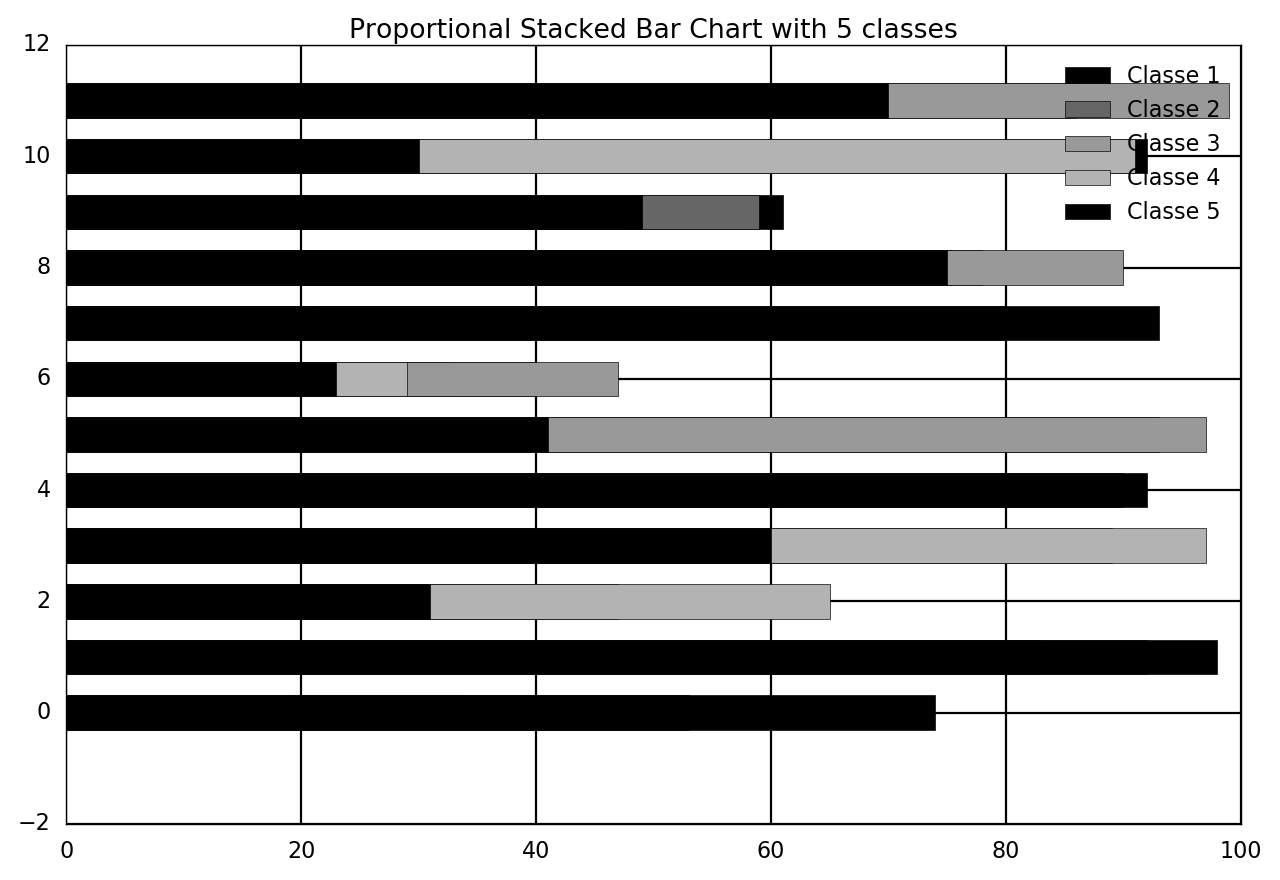 Proportional Stacked Bar Chart with 5 classes
12
10
8
6
4
2
0
−2
0 20 40 60 80 100
Classe 1
Classe 2
Classe 3
Classe 4
Classe 5